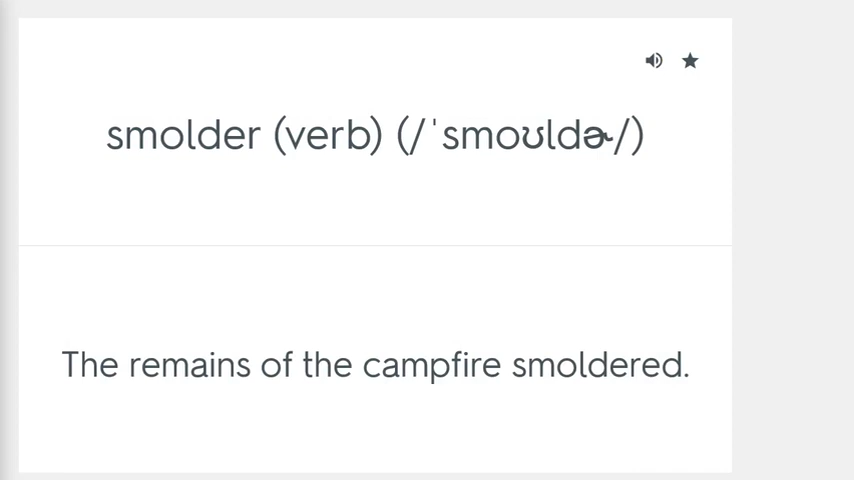 smolder (verb) (/ˈsmoʊldɚ/)
The remains of the campfire smoldered.